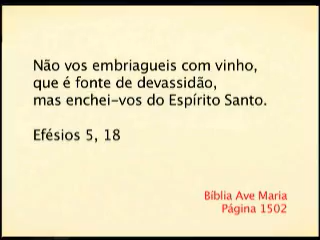 Não vos embriagueis com vinho,
que é fonte de devassidão,
mas enchei-vos do Espírito Santo.
Efésios 5, 18
Bíblia Ave Maria
Página 1502